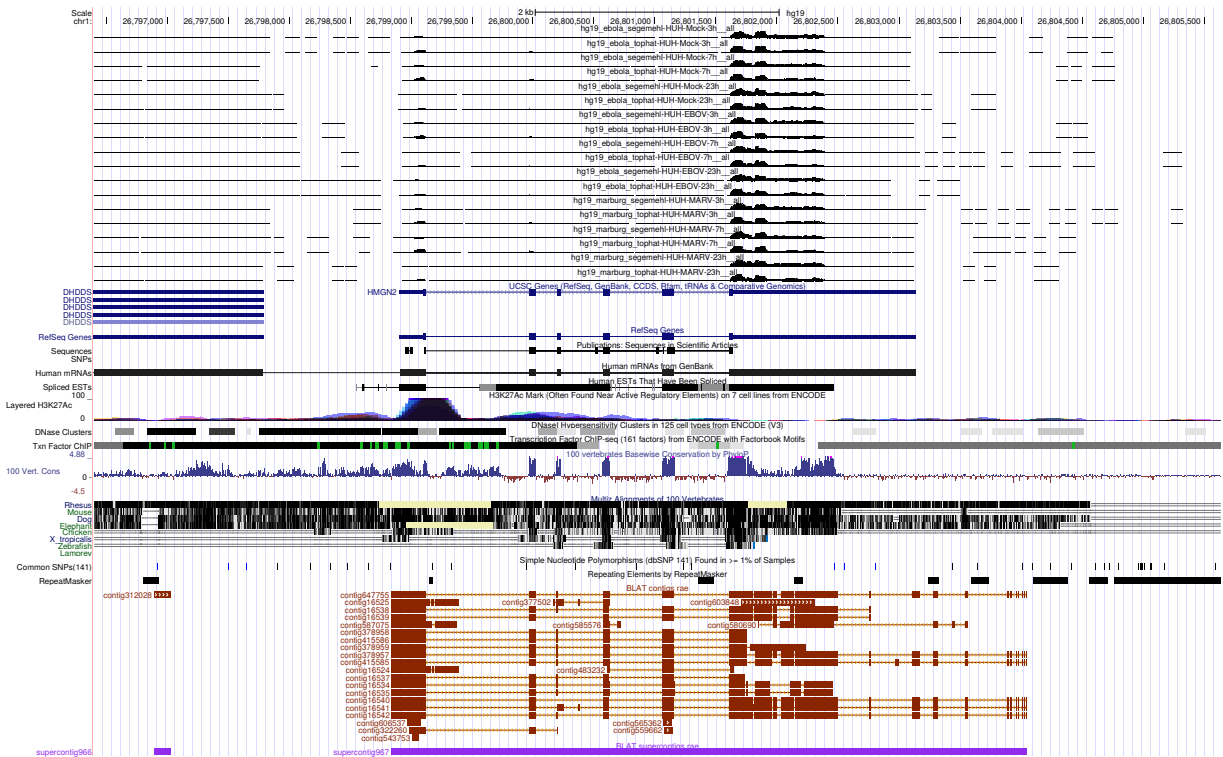 Scale 2 kb hg19
chr1: 26,797,000 26,797,500 26,798,000 26,798,500 26,799,000 26,799,500 26,800,000 26,800,500 26,801,000 26,801,500 26,802,000 26,802,500 26,803,000 26,803,500 26,804,000 26,804,500 26,805,000 26,805,500
hg19_ebola_segemehl-HUH-Mock-3h__all
hg19_ebola_tophat-HUH-Mock-3h__all
hg19_ebola_segemehl-HUH-Mock-7h__all
hg19_ebola_tophat-HUH-Mock-7h__all
hg19_ebola_segemehl-HUH-Mock-23h__all
hg19_ebola_tophat-HUH-Mock-23h__all
hg19_ebola_segemehl-HUH-EBOV-3h__all
hg19_ebola_tophat-HUH-EBOV-3h__all
hg19_ebola_segemehl-HUH-EBOV-7h__all
hg19_ebola_tophat-HUH-EBOV-7h__all
hg19_ebola_segemehl-HUH-EBOV-23h__all
hg19_ebola_tophat-HUH-EBOV-23h__all
hg19_marburg_segemehl-HUH-MARV-3h__all
hg19_marburg_tophat-HUH-MARV-3h__all
hg19_marburg_segemehl-HUH-MARV-7h__all
hg19_marburg_tophat-HUH-MARV-7h__all
hg19_marburg_segemehl-HUH-MARV-23h__all
hg19_marburg_tophat-HUH-MARV-23h__all
UCSC Genes (RefSeq, GenBank, CCDS, Rfam, tRNAs & Comparative Genomics)
DHDDS HMGN2
DHDDS
DHDDS
DHDDS
DHDDS
RefSeq Genes
RefSeq Genes
Publications: Sequences in Scientific Articles
Sequences
SNPs
Human mRNAs from GenBank
Human mRNAs
Human ESTs That Have Been Spliced
Spliced ESTs
H3K27Ac Mark (Often Found Near Active Regulatory Elements) on 7 cell lines from ENCODE
100
Layered H3K27Ac
0
DNaseI Hypersensitivity Clusters in 125 cell types from ENCODE (V3)
DNase Clusters
Transcription Factor ChIP-seq (161 factors) from ENCODE with Factorbook Motifs
Txn Factor ChIP
100 vertebrates Basewise Conservation by PhyloP
4.88
100 Vert. Cons
0
-4.5
Multiz Alignments of 100 Vertebrates
Rhesus
Mouse
Dog
Elephant
Chicken
X_tropicalis
Zebrafish
Lamprey
Simple Nucleotide Polymorphisms (dbSNP 141) Found in >= 1% of Samples
Common SNPs(141)
Repeating Elements by RepeatMasker
RepeatMasker
BLAT contigs rae
contig312028 contig647755
contig16525 contig377502 contig603848
contig16538
contig16539
contig587075 contig585576 contig580690
contig378958
contig415586
contig378959
contig378957
contig415585
contig16524 contig483232
contig16537
contig16534
contig16535
contig16540
contig16541
contig16542
contig606537 contig565362
contig322260 contig559662
contig543753
BLAT supercontigs rae
supercontig966 supercontig967